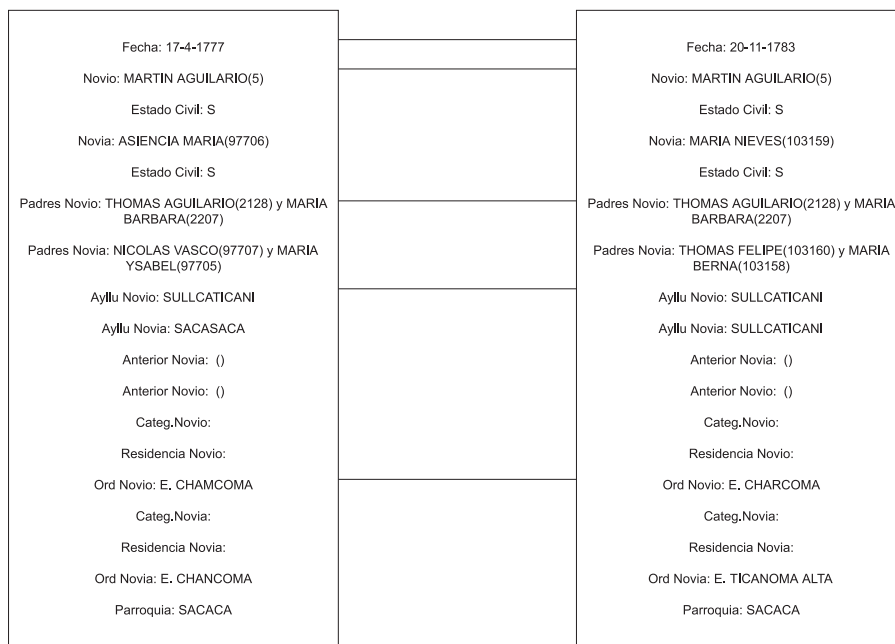 Fecha: 17-4-1777
Novio: MARTIN AGUILARIO(5)
Estado Civil: S
Novia: ASIENCIA MARIA(97706)
Estado Civil: S
Padres Novio: THOMAS AGUILARIO(2128) y MARIA
BARBARA(2207)
Padres Novia: NICOLAS VASCO(97707) y MARIA
YSABEL(97705)
Ayllu Novio: SULLCATICANI
Ayllu Novia: SACASACA
Anterior Novia: ()
Anterior Novio: ()
Categ.Novio:
Residencia Novio:
Ord Novio: E. CHAMCOMA
Categ.Novia:
Residencia Novia:
Ord Novia: E. CHANCOMA
Parroquia: SACACA
Fecha: 20-11-1783
Novio: MARTIN AGUILARIO(5)
Estado Civil: S
Novia: MARIA NIEVES(103159)
Estado Civil: S
Padres Novio: THOMAS AGUILARIO(2128) y MARIA
BARBARA(2207)
Padres Novia: THOMAS FELIPE(103160) y MARIA
BERNA(103158)
Ayllu Novio: SULLCATICANI
Ayllu Novia: SULLCATICANI
Anterior Novia: ()
Anterior Novio: ()
Categ.Novio:
Residencia Novio:
Ord Novio: E. CHARCOMA
Categ.Novia:
Residencia Novia:
Ord Novia: E. TICANOMA ALTA
Parroquia: SACACA